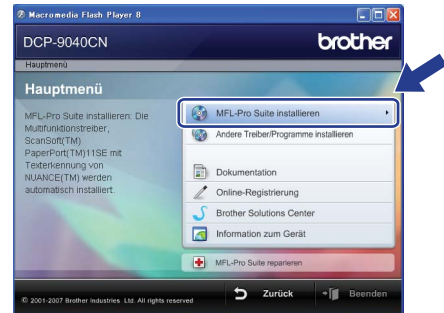 Macromedia Flash Player 8
DCP-9040CN
brother
Hauptmenü
Hauptmenü
MFL-Pro Suite installieren: Die
Multifunktionstreiber,
ScanSoft(TM)
PaperPort(TM)11SE mit
Texterkennung von
NUANCE(TM) werden
automatisch installiert.
MFL-Pro Suite installieren
Andere Treiber/Programme installieren
Dokumentation
Online-Registrierung
Brother Solutions Center
Information zum Gerät
MFL-Pro Suite reparieren
© 2001-2007 Brother Industries Ltd. All rights reserved
Zurück
Beenden